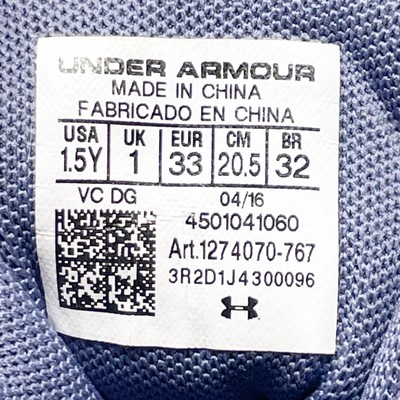 UNDER ARMOUR
MADE IN CHINA
FABRICADO EN CHINA
USA UK EUR CM BR
1.5Y 1 33 20.5 32
VC DG 04/16
4501041060
Art.1274070-767
3R2D1J4300096